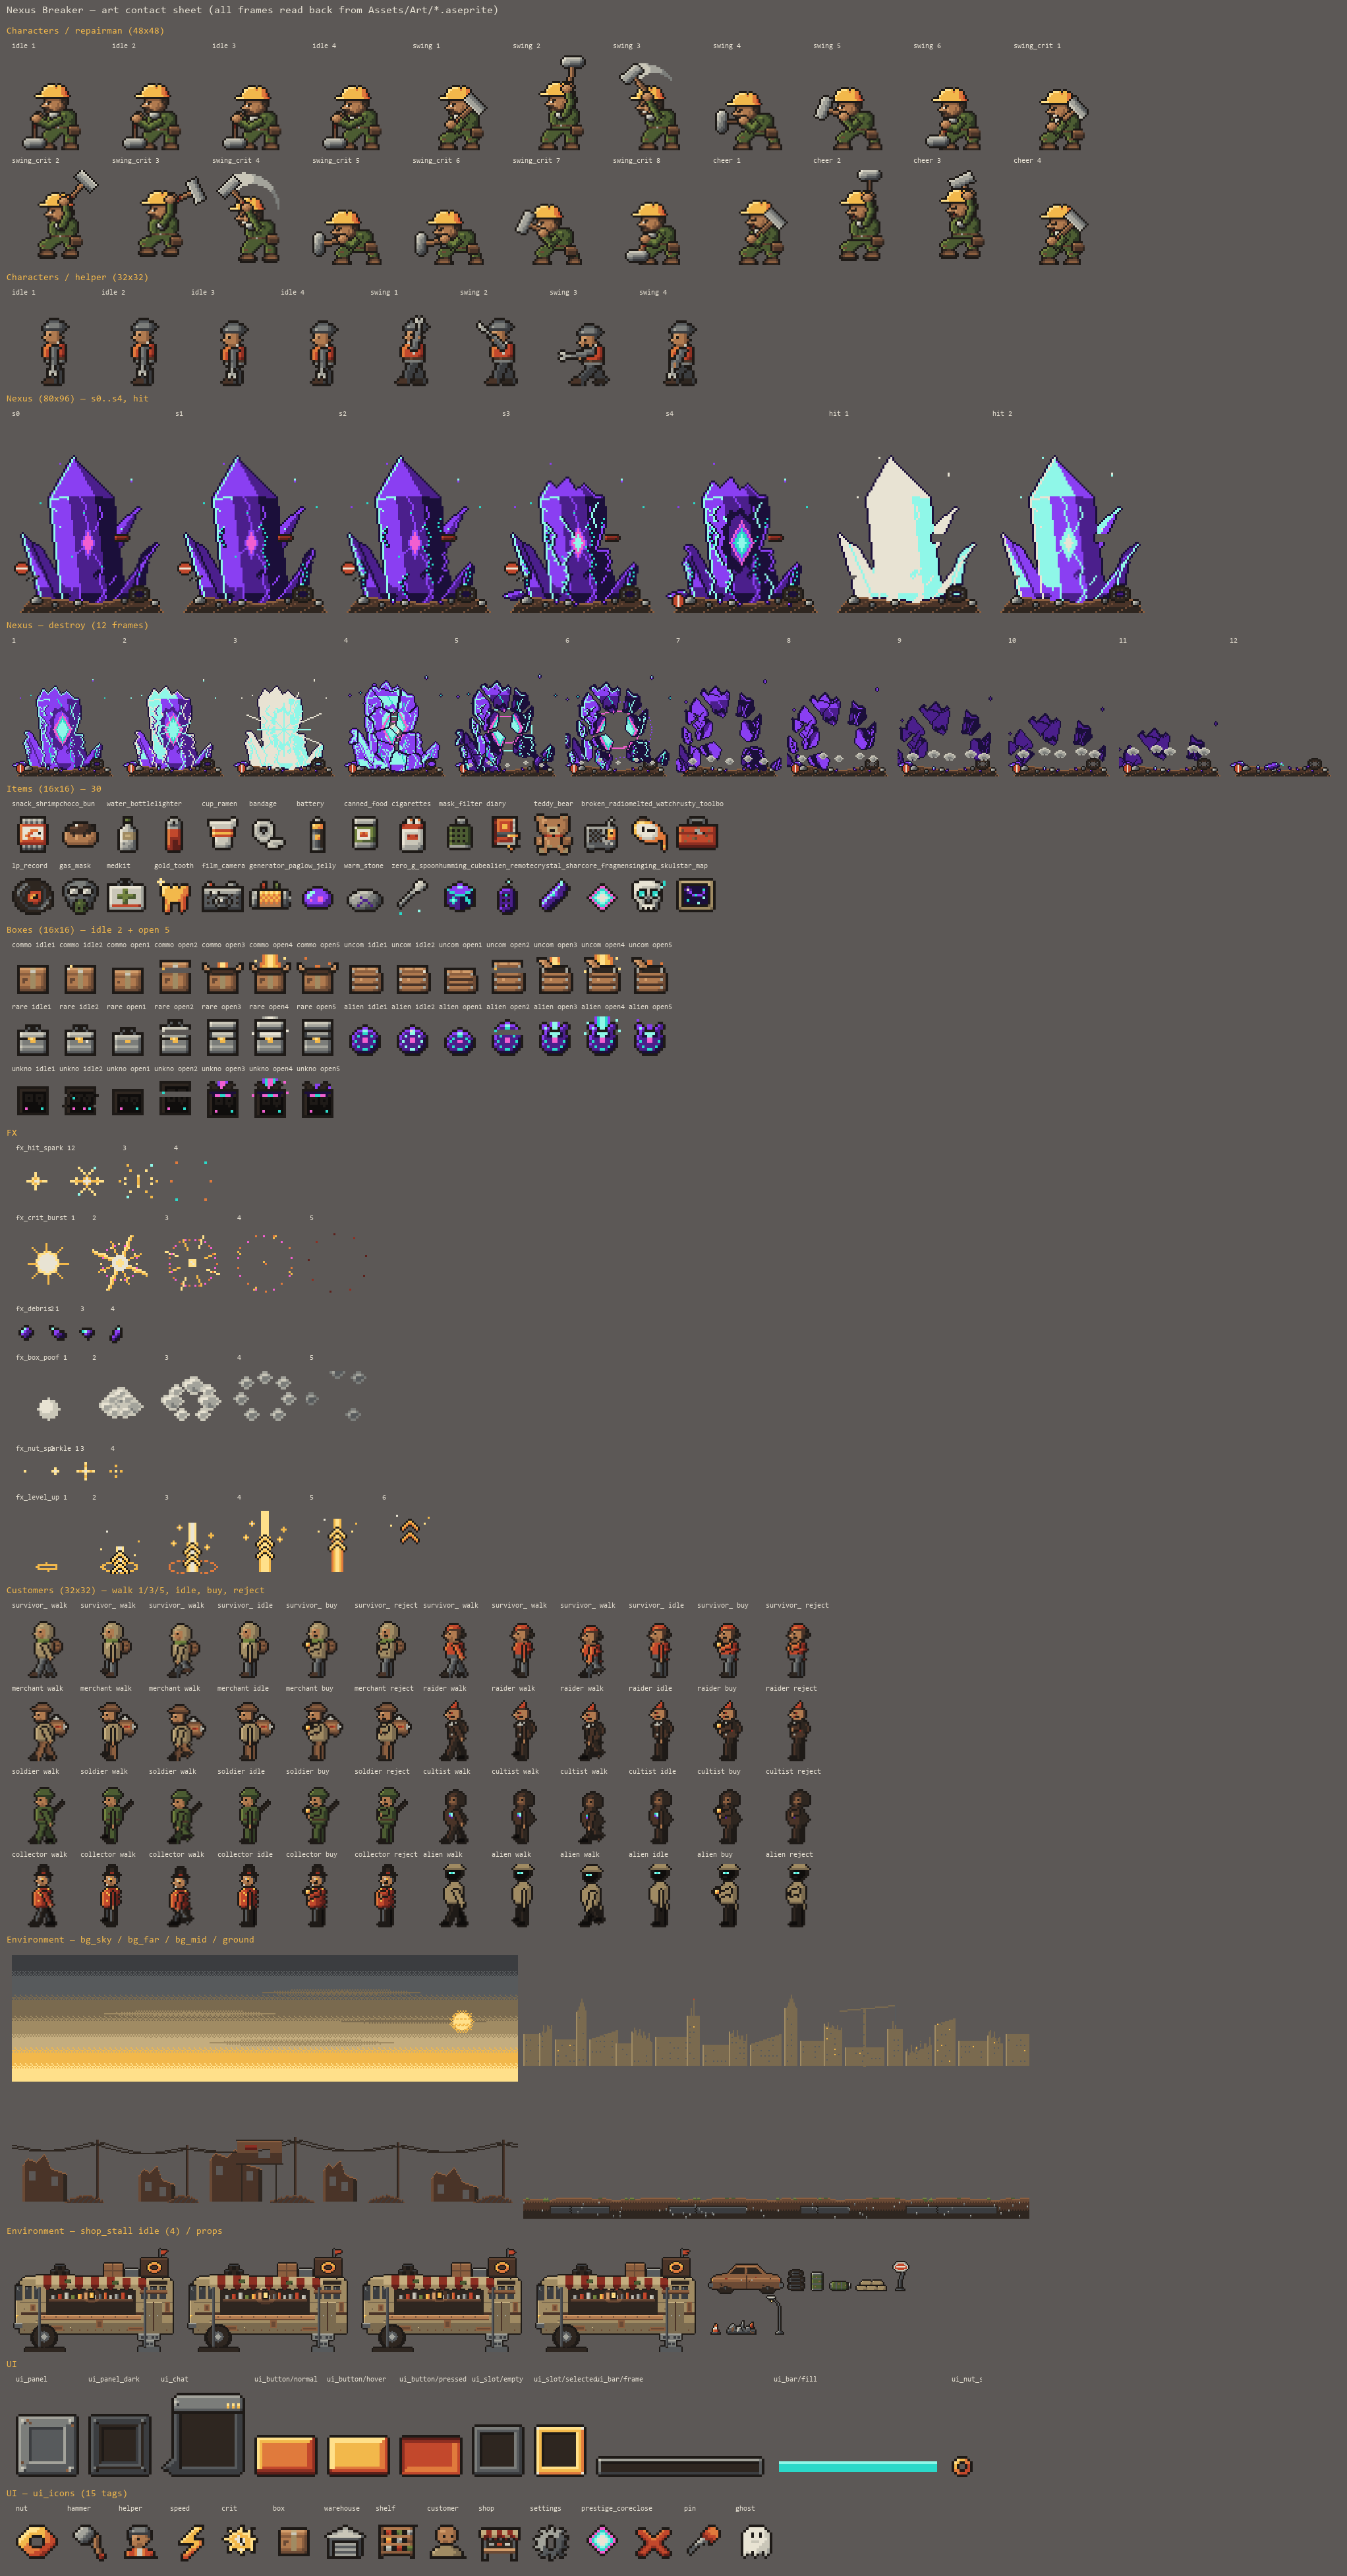 Nexus Breaker — art contact sheet (all frames read back from Assets/Art/*.aseprite)
Characters / repairman (48x48)
idle 1 idle 2 idle 3 idle 4 swing 1 swing 2 swing 3 swing 4 swing 5 swing 6 swing_crit 1
swing_crit 2 swing_crit 3 swing_crit 4 swing_crit 5 swing_crit 6 swing_crit 7 swing_crit 8 cheer 1 cheer 2 cheer 3 cheer 4
Characters / helper (32x32)
idle 1 idle 2 idle 3 idle 4 swing 1 swing 2 swing 3 swing 4
Nexus (80x96) — s0..s4, hit
s0 s1 s2 s3 s4 hit 1 hit 2
Nexus — destroy (12 frames)
1 2 3 4 5 6 7 8 9 10 11 12
Items (16x16) — 30
snack_shrimpchoco_bun water_bottlelighter cup_ramen bandage battery canned_food cigarettes mask_filter diary teddy_bear broken_radiomelted_watchrusty_toolbo
lp_record gas_mask medkit gold_tooth film_camera generator_paglow_jelly warm_stone zero_g_spoonhumming_cubealien_remotecrystal_sharcore_fragmensinging_skulstar_map
Boxes (16x16) — idle 2 + open 5
commo idle1 commo idle2 commo open1 commo open2 commo open3 commo open4 commo open5 uncom idle1 uncom idle2 uncom open1 uncom open2 uncom open3 uncom open4 uncom open5
rare idle1 rare idle2 rare open1 rare open2 rare open3 rare open4 rare open5 alien idle1 alien idle2 alien open1 alien open2 alien open3 alien open4 alien open5
unkno idle1 unkno idle2 unkno open1 unkno open2 unkno open3 unkno open4 unkno open5
FX
fx_hit_spark 12 3 4
fx_crit_burst 1 2 3 4 5
fx_debris 1 3 4
fx_box_poof 1 2 3 4 5
fx_nut_sparkle 1 3 4
fx_level_up 1 2 3 4 5 6
Customers (32x32) — walk 1/3/5, idle, buy, reject
survivor_ walk survivor_ walk survivor_ walk survivor_ idle survivor_ buy survivor_ reject survivor_ walk survivor_ walk survivor_ walk survivor_ idle survivor_ buy survivor_ reject
merchant walk merchant walk merchant walk merchant idle merchant buy merchant reject raider walk raider walk raider walk raider idle raider buy raider reject
soldier walk soldier walk soldier walk soldier idle soldier buy soldier reject cultist walk cultist walk cultist walk cultist idle cultist buy cultist reject
collector walk collector walk collector walk collector idle collector buy collector reject alien walk alien walk alien walk alien idle alien buy alien reject
Environment — bg_sky / bg_far / bg_mid / ground
Environment — shop_stall idle (4) / props
UI
ui_panel ui_panel_dark ui_chat ui_button/normal ui_button/hover ui_button/pressed ui_slot/empty ui_slot/selectedui_bar/frame ui_bar/fill ui_nut_s
UI — ui_icons (15 tags)
nut hammer helper speed crit box warehouse shelf customer shop settings prestige_coreclose pin ghost